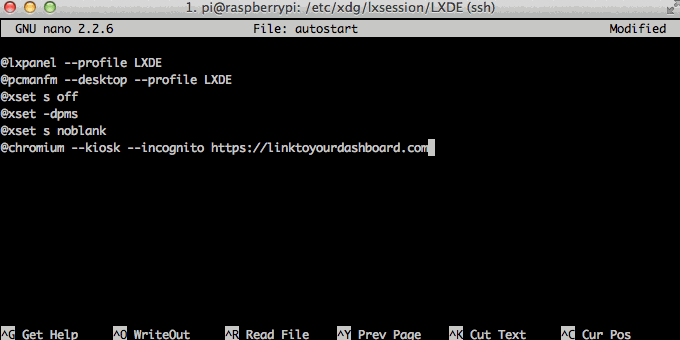 1. pi@raspberrypi: /etc/xdg/lxsession/LXDE (ssh)
GNU nano 2.2.6 File: autostart Modified
@lxpanel --profile LXDE
@pcmanfm --desktop --profile LXDE
@xset s off
@xset -dpms
@xset s noblank
@chromium --kiosk --incognito https://linktoyourdashboard.com
^G Get Help ^O WriteOut ^R Read File ^Y Prev Page ^K Cut Text ^C Cur Pos